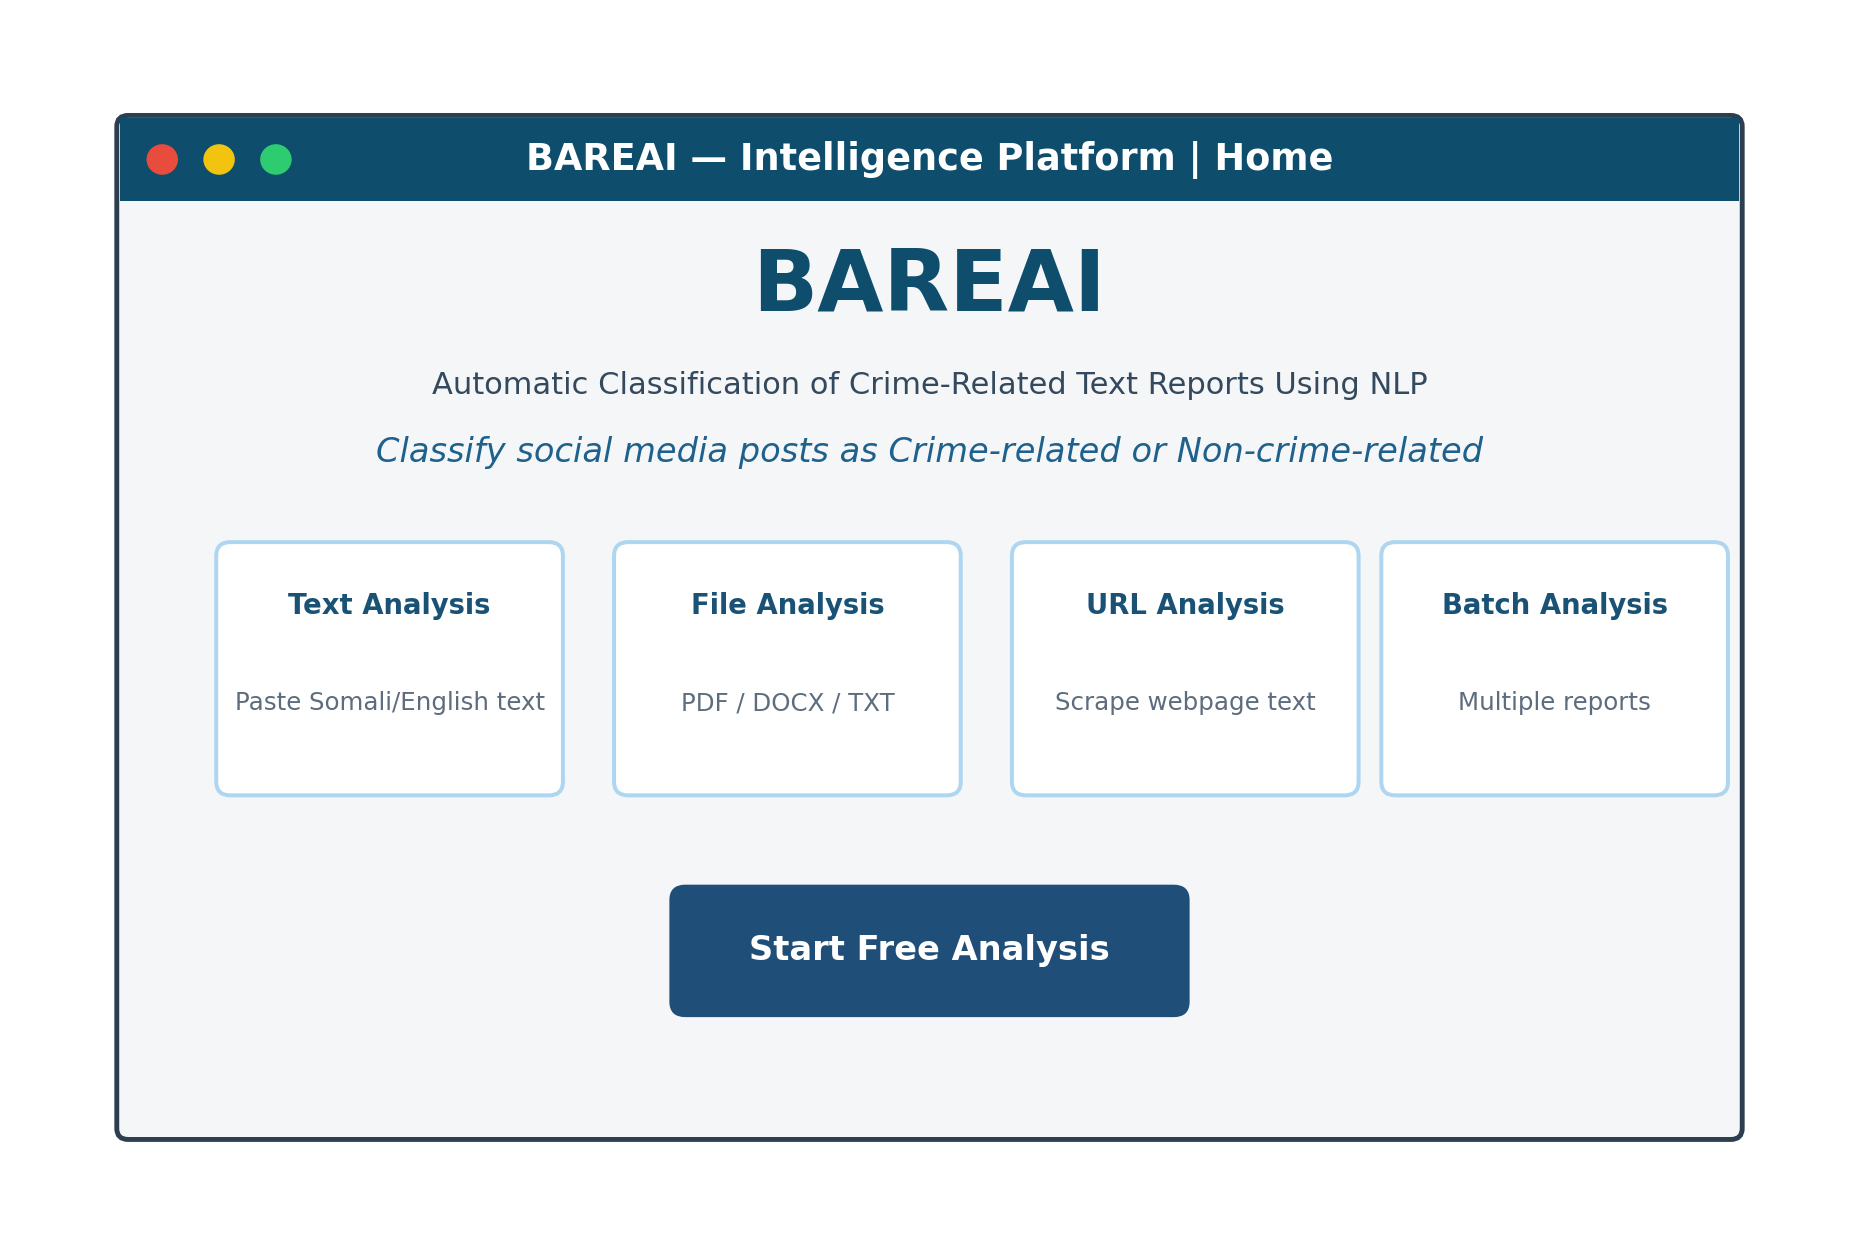 BAREAI — Intelligence Platform | Home
BAREAI
Automatic Classification of Crime-Related Text Reports Using NLP
Classify social media posts as Crime-related or Non-crime-related
Text Analysis
Paste Somali/English text
File Analysis
PDF / DOCX / TXT
URL Analysis
Scrape webpage text
Batch Analysis
Multiple reports
Start Free Analysis